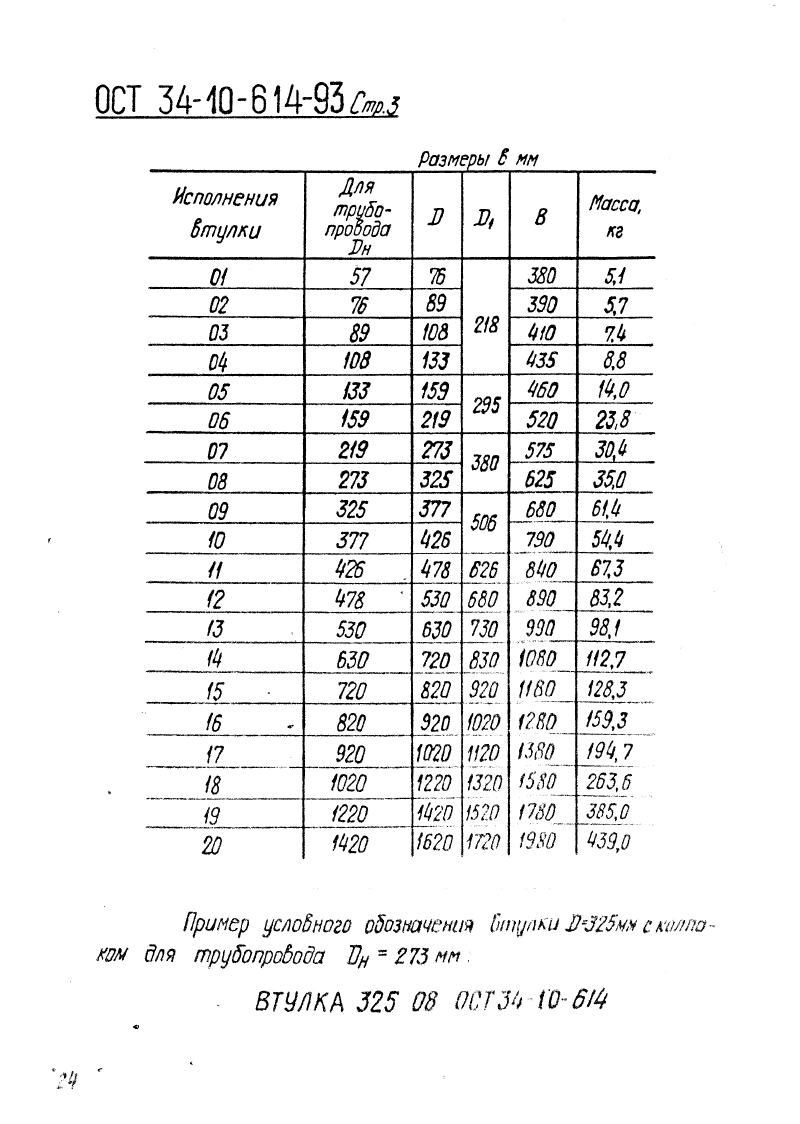 ОСТ 34-10-614-93 Стр.3
Размеры в мм
Исполнения втулки | Для трубо-провода Dн | D | D1 | В | Масса, кг
01 | 57 | 76 | 218 | 380 | 5,1
02 | 76 | 89 | 390 | 5,7
03 | 89 | 108 | 410 | 7,4
04 | 108 | 133 | 435 | 8,8
05 | 133 | 159 | 295 | 460 | 14,0
06 | 159 | 219 | 520 | 23,8
07 | 219 | 273 | 380 | 575 | 30,4
08 | 273 | 325 | 625 | 35,0
09 | 325 | 377 | 506 | 680 | 61,4
10 | 377 | 426 | 790 | 54,4
11 | 426 | 478 | 626 | 840 | 67,3
12 | 478 | 530 | 680 | 890 | 83,2
13 | 530 | 630 | 730 | 990 | 98,1
14 | 630 | 720 | 830 | 1080 | 112,7
15 | 720 | 820 | 920 | 1180 | 128,3
16 | 820 | 920 | 1020 | 1280 | 159,3
17 | 920 | 1020 | 1120 | 1380 | 194,7
18 | 1020 | 1220 | 1320 | 1580 | 263,6
19 | 1220 | 1420 | 1520 | 1780 | 385,0
20 | 1420 | 1620 | 1720 | 1980 | 439,0
Пример условного обозначения втулки D=325мм с колпа-
ком для трубопровода Dн = 273 мм.
ВТУЛКА 325 08 ОСТ 34-10-614
24